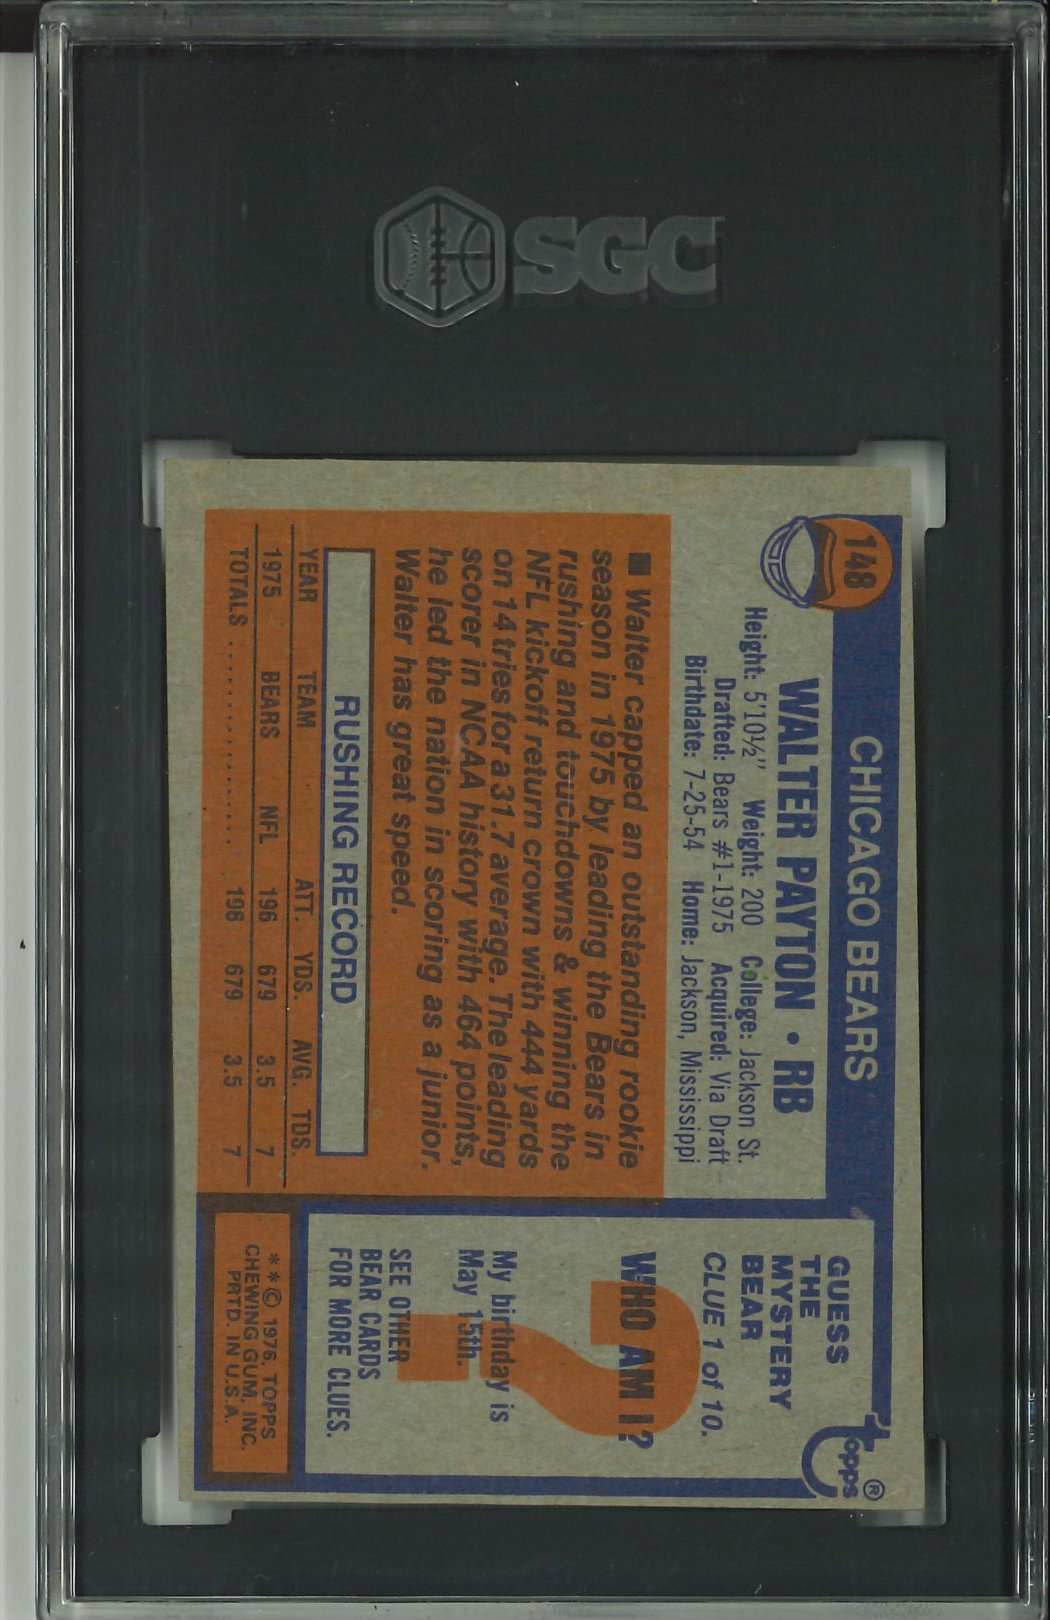 SGC
148
CHICAGO BEARS
WALTER PAYTON • RB
Height: 5'10½" Weight: 200 College: Jackson St.
Drafted: Bears #1-1975 Acquired: Via Draft
Birthdate: 7-25-54 Home: Jackson, Mississippi
■ Walter capped an outstanding rookie
season in 1975 by leading the Bears in
rushing and touchdowns & winning the
NFL kickoff return crown with 444 yards
on 14 tries for a 31.7 average. The leading
scorer in NCAA history with 464 points,
he led the nation in scoring as a junior.
Walter has great speed.
RUSHING RECORD
YEAR TEAM ATT. YDS. AVG. TDS.
1975 BEARS NFL 196 679 3.5 7
TOTALS .............. 196 679 3.5 7
GUESS
THE
MYSTERY
BEAR
CLUE 1 of 10.
WHO AM I?
?
My birthday is
May 15th.
SEE OTHER
BEAR CARDS
FOR MORE CLUES.
Topps®
**© 1976. TOPPS
CHEWING GUM, INC.
PRTD. IN U.S.A.